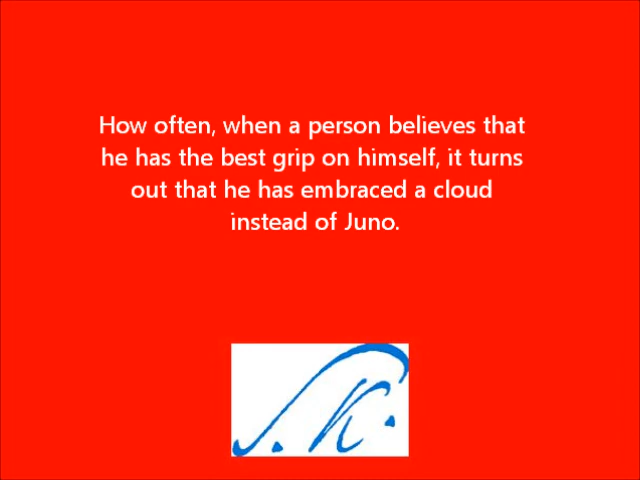 How often, when a person believes that
he has the best grip on himself, it turns
out that he has embraced a cloud
instead of Juno.
S. K.